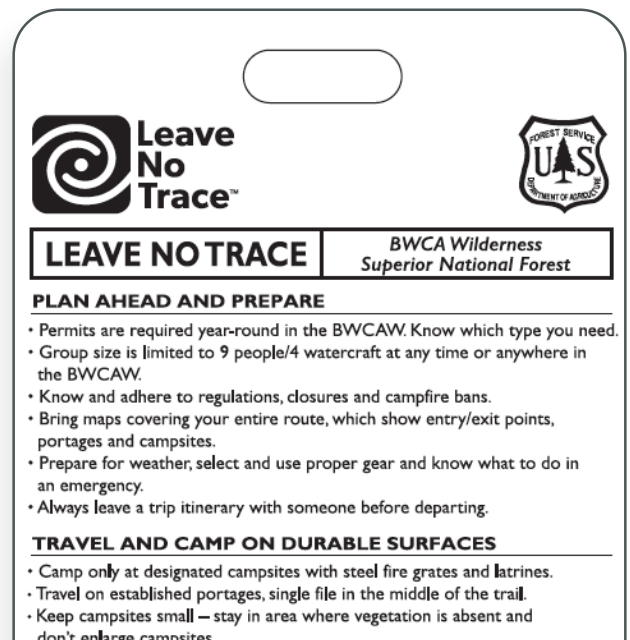 Leave
No
Trace™
FOREST SERVICE
U S
DEPARTMENT OF AGRICULTURE
LEAVE NO TRACE
BWCA Wilderness
Superior National Forest
PLAN AHEAD AND PREPARE
• Permits are required year-round in the BWCAW. Know which type you need.
• Group size is limited to 9 people/4 watercraft at any time or anywhere in
the BWCAW.
• Know and adhere to regulations, closures and campfire bans.
• Bring maps covering your entire route, which show entry/exit points,
portages and campsites.
• Prepare for weather, select and use proper gear and know what to do in
an emergency.
• Always leave a trip itinerary with someone before departing.
TRAVEL AND CAMP ON DURABLE SURFACES
• Camp only at designated campsites with steel fire grates and latrines.
• Travel on established portages, single file in the middle of the trail.
• Keep campsites small – stay in area where vegetation is absent and
don't enlarge campsites.